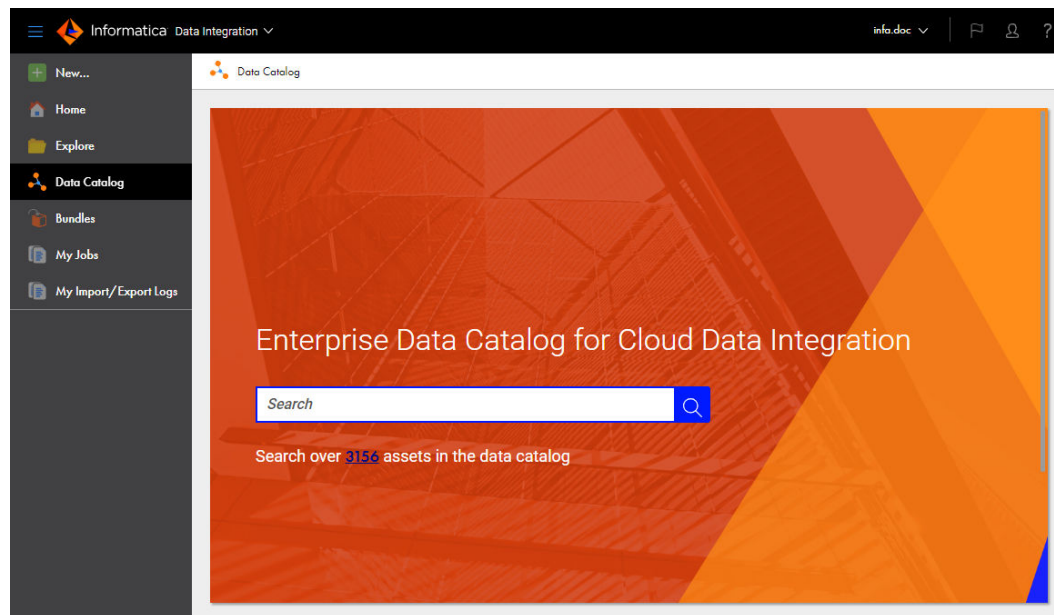 Informatica Data Integration
infa.doc
?
New...
Home
Explore
Data Catalog
Bundles
My Jobs
My Import/Export Logs
Data Catalog
Enterprise Data Catalog for Cloud Data Integration
Search
Search over 3156 assets in the data catalog